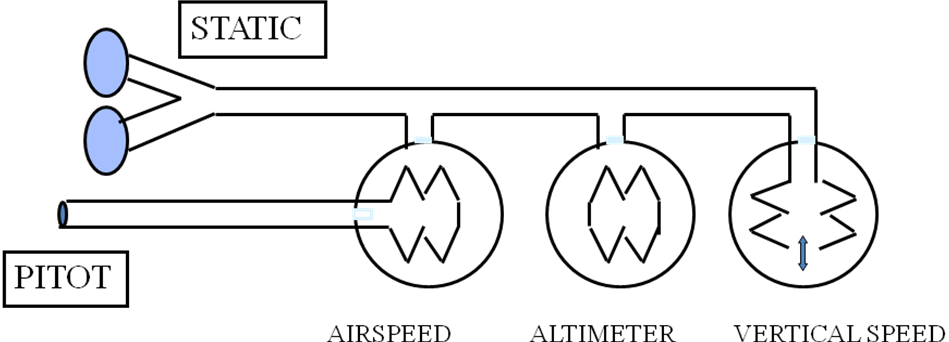 STATIC
PITOT
AIRSPEED ALTIMETER VERTICAL SPEED